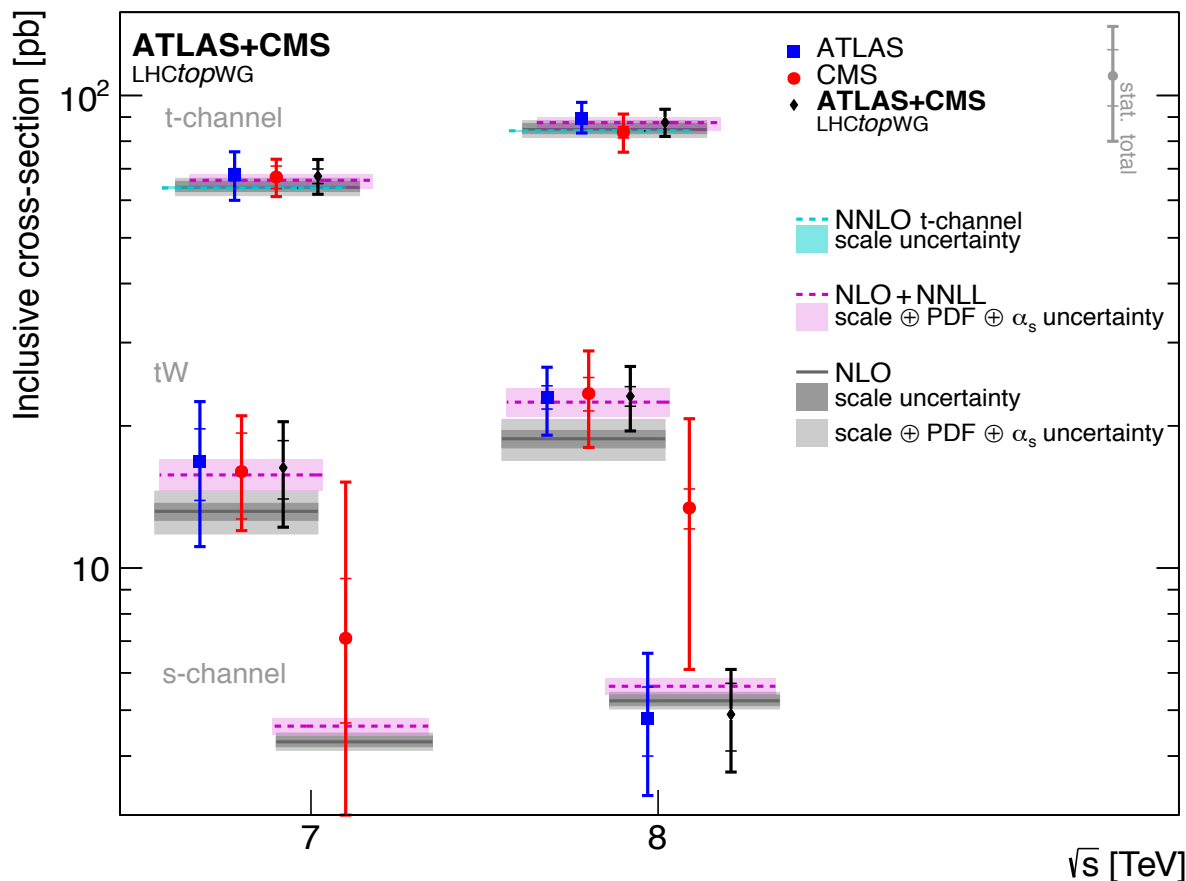 Inclusive cross-section [pb]
10²
10
ATLAS+CMS
LHCtopWG
t-channel
tW
s-channel
ATLAS
CMS
ATLAS+CMS
LHCtopWG
stat. total
NNLO t-channel
scale uncertainty
NLO + NNLL
scale ⊕ PDF ⊕ αₛ uncertainty
NLO
scale uncertainty
scale ⊕ PDF ⊕ αₛ uncertainty
7
8
√s [TeV]